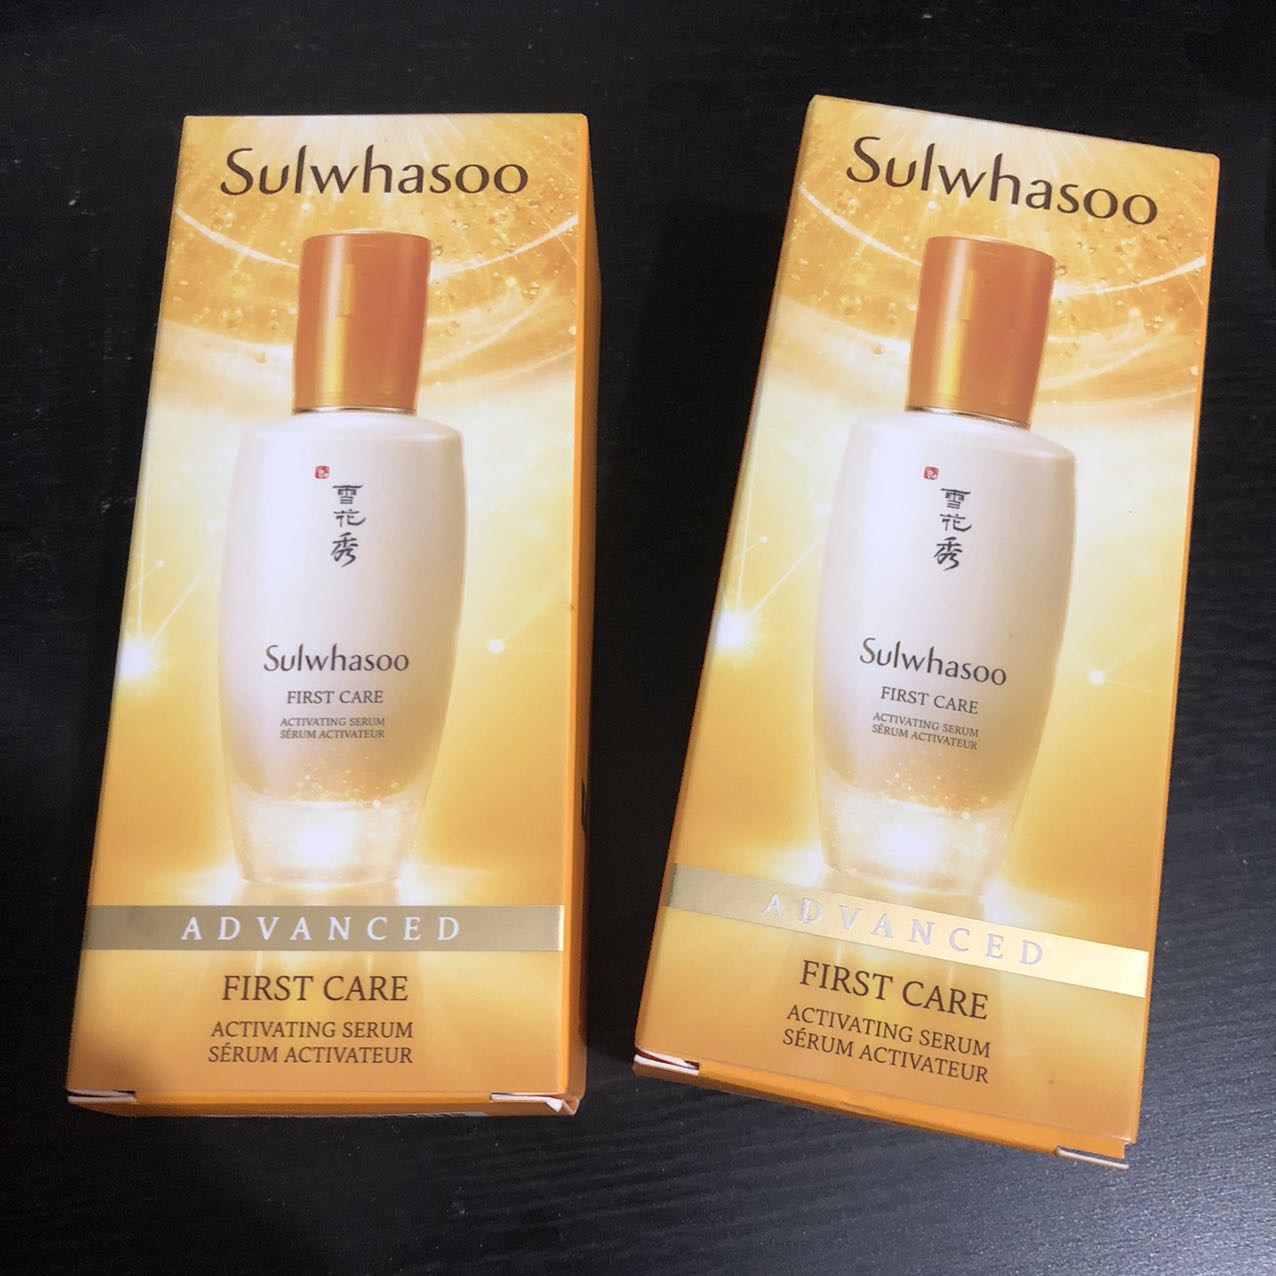 Sulwhasoo
雪花秀
Sulwhasoo
FIRST CARE
ACTIVATING SERUM
SÉRUM ACTIVATEUR
ADVANCED
FIRST CARE
ACTIVATING SERUM
SÉRUM ACTIVATEUR
Sulwhasoo
雪花秀
Sulwhasoo
FIRST CARE
ACTIVATING SERUM
SÉRUM ACTIVATEUR
ADVANCED
FIRST CARE
ACTIVATING SERUM
SÉRUM ACTIVATEUR